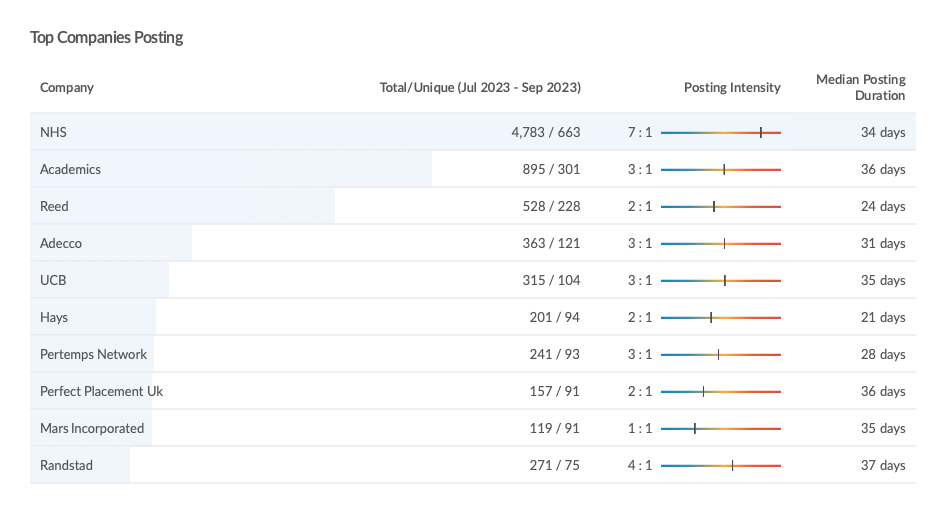 Top Companies Posting
Company Total/Unique (Jul 2023 - Sep 2023) Posting Intensity Median Posting Duration
NHS 4,783 / 663 7 : 1 34 days
Academics 895 / 301 3 : 1 36 days
Reed 528 / 228 2 : 1 24 days
Adecco 363 / 121 3 : 1 31 days
UCB 315 / 104 3 : 1 35 days
Hays 201 / 94 2 : 1 21 days
Pertemps Network 241 / 93 3 : 1 28 days
Perfect Placement Uk 157 / 91 2 : 1 36 days
Mars Incorporated 119 / 91 1 : 1 35 days
Randstad 271 / 75 4 : 1 37 days